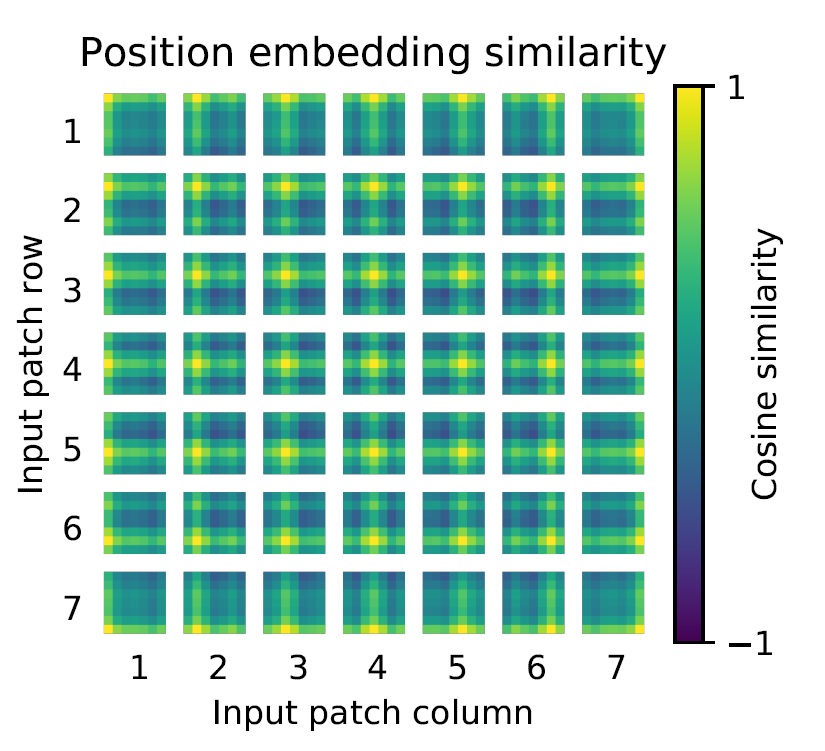 Position embedding similarity
1
1
2
3
4
5
6
7
Input patch row
1 2 3 4 5 6 7
Input patch column
Cosine similarity
−1